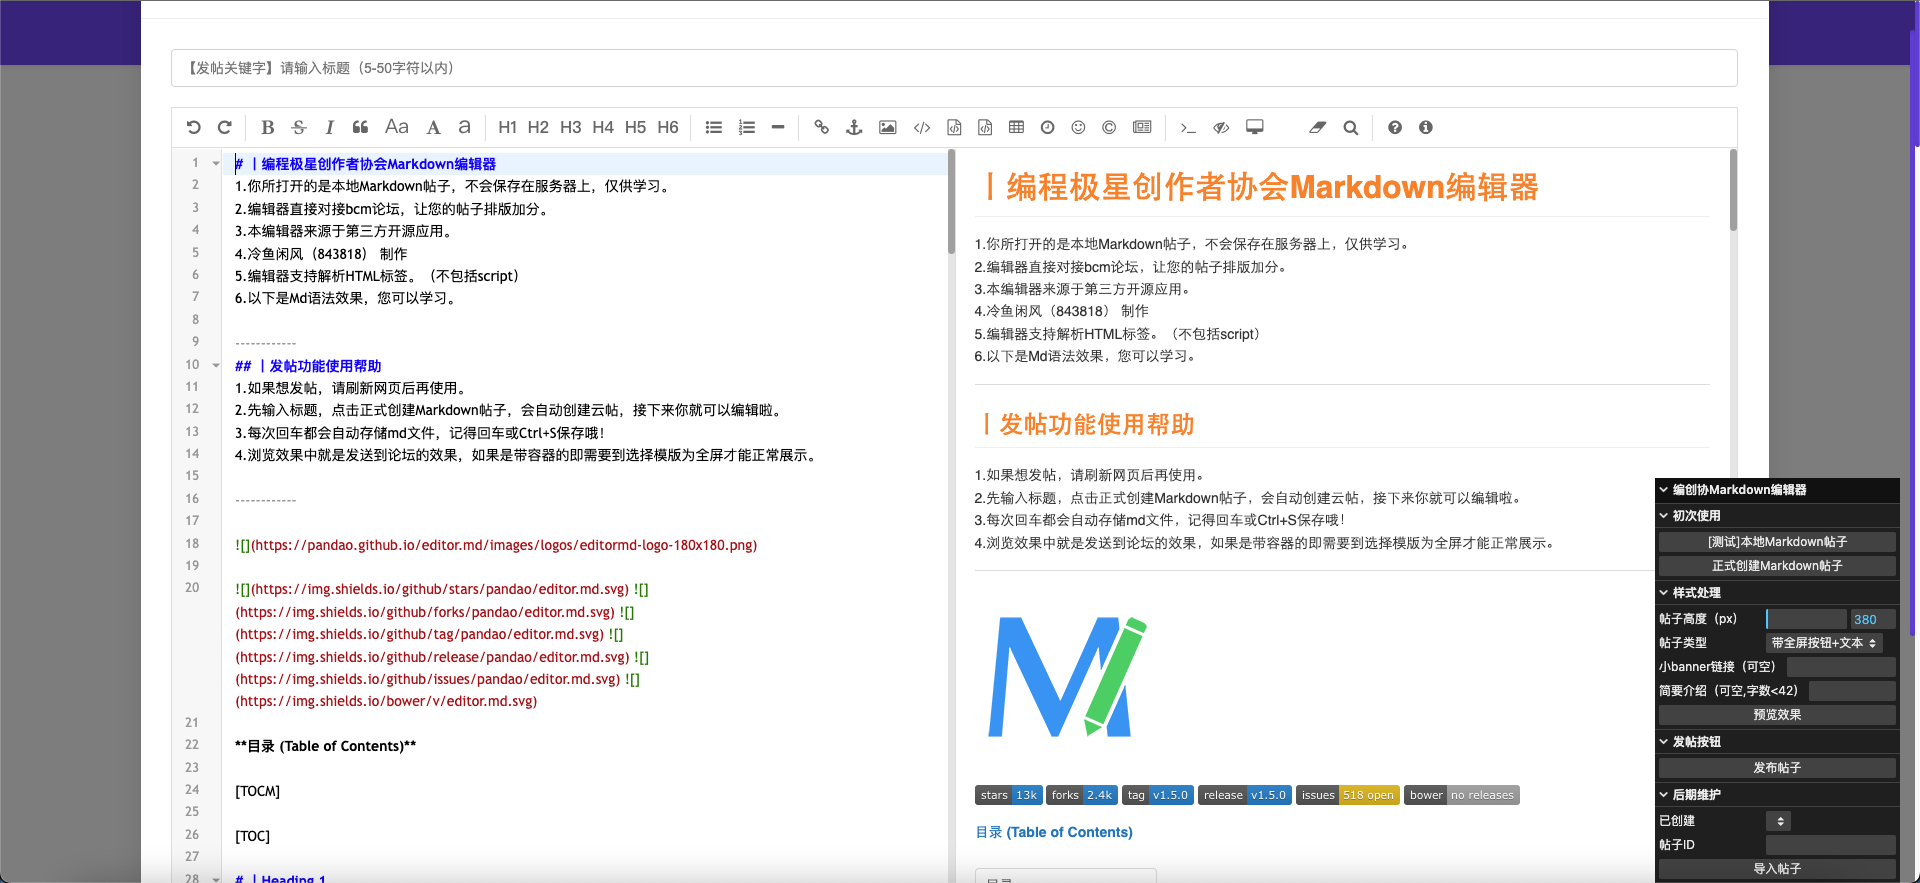 【发帖关键字】请输入标题（5-50字符以内）
B S I Aa A a H1 H2 H3 H4 H5 H6
1 # 丨编程极星创作者协会Markdown编辑器
2 1.你所打开的是本地Markdown帖子，不会保存在服务器上，仅供学习。
3 2.编辑器直接对接bcm论坛，让您的帖子排版加分。
4 3.本编辑器来源于第三方开源应用。
5 4.冷鱼闲风（843818） 制作
6 5.编辑器支持解析HTML标签。（不包括script）
7 6.以下是Md语法效果，您可以学习。
8
9 ------------
10 ## 丨发帖功能使用帮助
11 1.如果想发帖，请刷新网页后再使用。
12 2.先输入标题，点击正式创建Markdown帖子，会自动创建云帖，接下来你就可以编辑啦。
13 3.每次回车都会自动存储md文件，记得回车或Ctrl+S保存哦！
14 4.浏览效果中就是发送到论坛的效果，如果是带容器的即需要到选择模版为全屏才能正常展示。
15
16 ------------
17
18 ![](https://pandao.github.io/editor.md/images/logos/editormd-logo-180x180.png)
19
20 ![](https://img.shields.io/github/stars/pandao/editor.md.svg) ![]
(https://img.shields.io/github/forks/pandao/editor.md.svg) ![]
(https://img.shields.io/github/tag/pandao/editor.md.svg) ![]
(https://img.shields.io/github/release/pandao/editor.md.svg) ![]
(https://img.shields.io/github/issues/pandao/editor.md.svg) ![]
(https://img.shields.io/bower/v/editor.md.svg)
21
22 **目录 (Table of Contents)**
23
24 [TOCM]
25
26 [TOC]
27
28 # 丨Heading 1
丨编程极星创作者协会Markdown编辑器
1.你所打开的是本地Markdown帖子，不会保存在服务器上，仅供学习。
2.编辑器直接对接bcm论坛，让您的帖子排版加分。
3.本编辑器来源于第三方开源应用。
4.冷鱼闲风（843818） 制作
5.编辑器支持解析HTML标签。（不包括script）
6.以下是Md语法效果，您可以学习。
丨发帖功能使用帮助
1.如果想发帖，请刷新网页后再使用。
2.先输入标题，点击正式创建Markdown帖子，会自动创建云帖，接下来你就可以编辑啦。
3.每次回车都会自动存储md文件，记得回车或Ctrl+S保存哦！
4.浏览效果中就是发送到论坛的效果，如果是带容器的即需要到选择模版为全屏才能正常展示。
stars 13k forks 2.4k tag v1.5.0 release v1.5.0 issues 518 open bower no releases
目录 (Table of Contents)
编创协Markdown编辑器
初次使用
[测试]本地Markdown帖子
正式创建Markdown帖子
样式处理
帖子高度（px） 380
帖子类型 带全屏按钮+文本
小banner链接（可空）
简要介绍（可空,字数<42）
预览效果
发帖按钮
发布帖子
后期维护
已创建
帖子ID
导入帖子